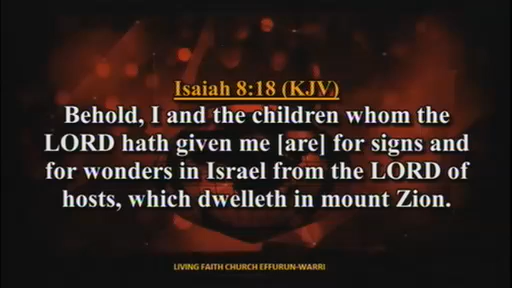 Isaiah 8:18 (KJV)
Behold, I and the children whom the
LORD hath given me [are] for signs and
for wonders in Israel from the LORD of
hosts, which dwelleth in mount Zion.
LIVING FAITH CHURCH EFFURUN-WARRI